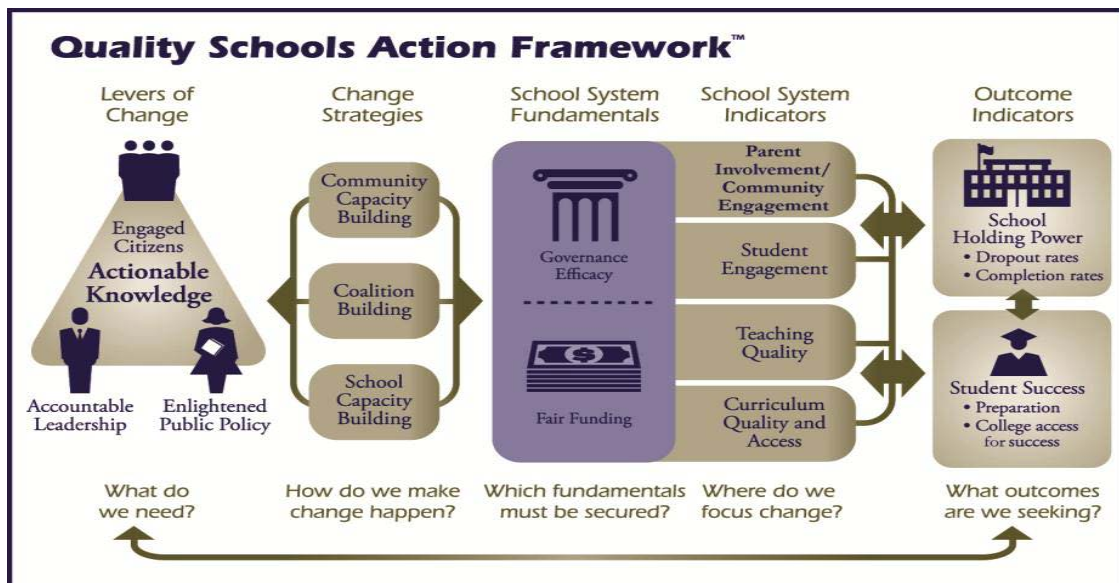 Quality Schools Action Framework™
Levers of
Change
Change
Strategies
School System
Fundamentals
School System
Indicators
Outcome
Indicators
Engaged
Citizens
Actionable
Knowledge
Accountable
Leadership
Enlightened
Public Policy
Community
Capacity
Building
Coalition
Building
School
Capacity
Building
Governance
Efficacy
$
Fair Funding
Parent
Involvement/
Community
Engagement
Student
Engagement
Teaching
Quality
Curriculum
Quality and
Access
School
Holding Power
• Dropout rates
• Completion rates
Student Success
• Preparation
• College access
for success
What do
we need?
How do we make
change happen?
Which fundamentals
must be secured?
Where do we
focus change?
What outcomes
are we seeking?